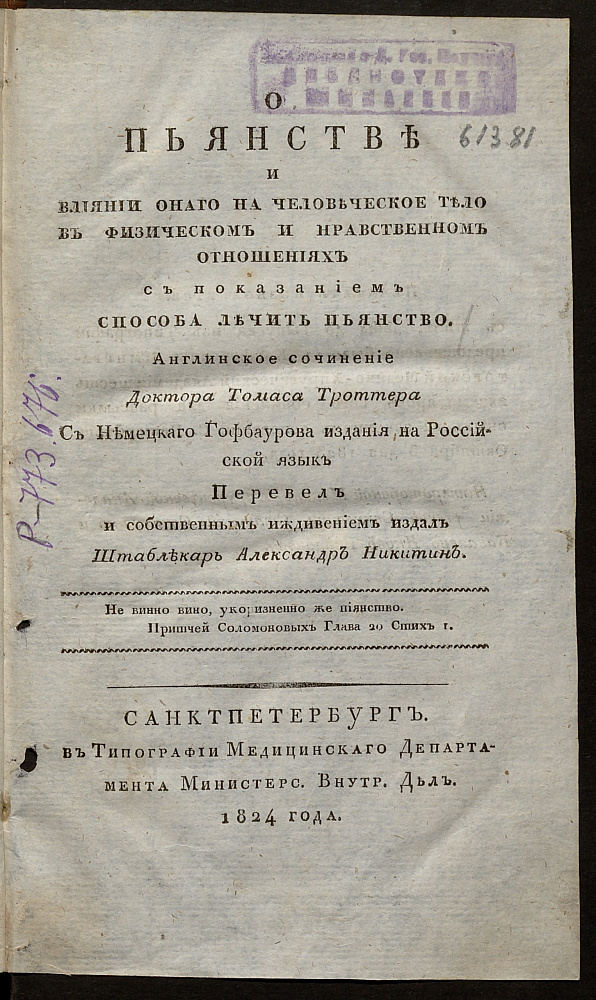 БИБЛИОТЕКА
О
ПЬЯНСТВѢ
61381
И
ВЛІЯНІИ ОНАГО НА ЧЕЛОВѢЧЕСКОЕ ТѢЛО
ВЪ ФИЗИЧЕСКОМЪ И НРАВСТВЕННОМЪ
ОТНОШЕНІЯХЪ
съ показаніемъ
СПОСОБА ЛѢЧИТЬ ПЬЯНСТВО.
Англинское сочиненіе
Доктора Томаса Троттера
Съ Нѣмецкаго Гофбаурова изданія, на Россій-
ской языкъ
Перевелъ
и собственнымъ иждивеніемъ издалъ
Штаблѣкарь Александръ Никитинъ.
Р-773.676.
Не винно вино, укоризненно же піянство.
Притчей Соломоновыхъ Глава 20 Стихъ 1.
САНКТПЕТЕРБУРГЪ.
въ Типографіи Медицинскаго Департа-
мента Министерс. Внутр. Дѣлъ.
1824 года.